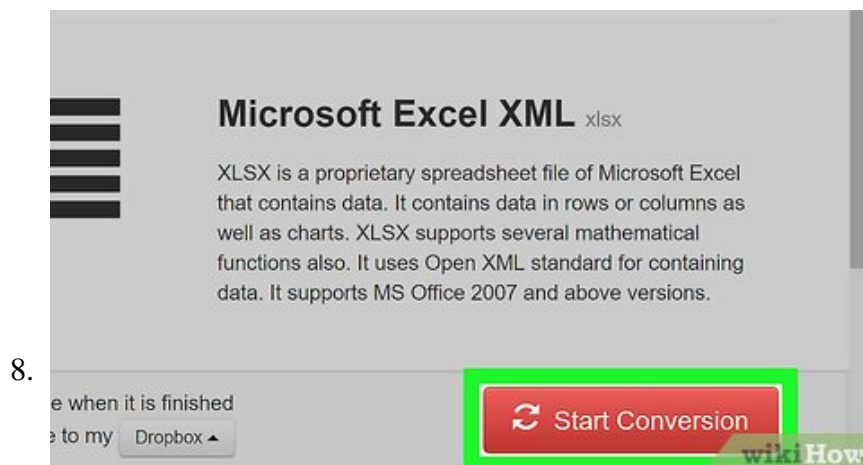 Microsoft Excel XML xlsx
XLSX is a proprietary spreadsheet file of Microsoft Excel
that contains data. It contains data in rows or columns as
well as charts. XLSX supports several mathematical
functions also. It uses Open XML standard for containing
data. It supports MS Office 2007 and above versions.
8.
e when it is finished
e to my Dropbox
Start Conversion
wikiHow